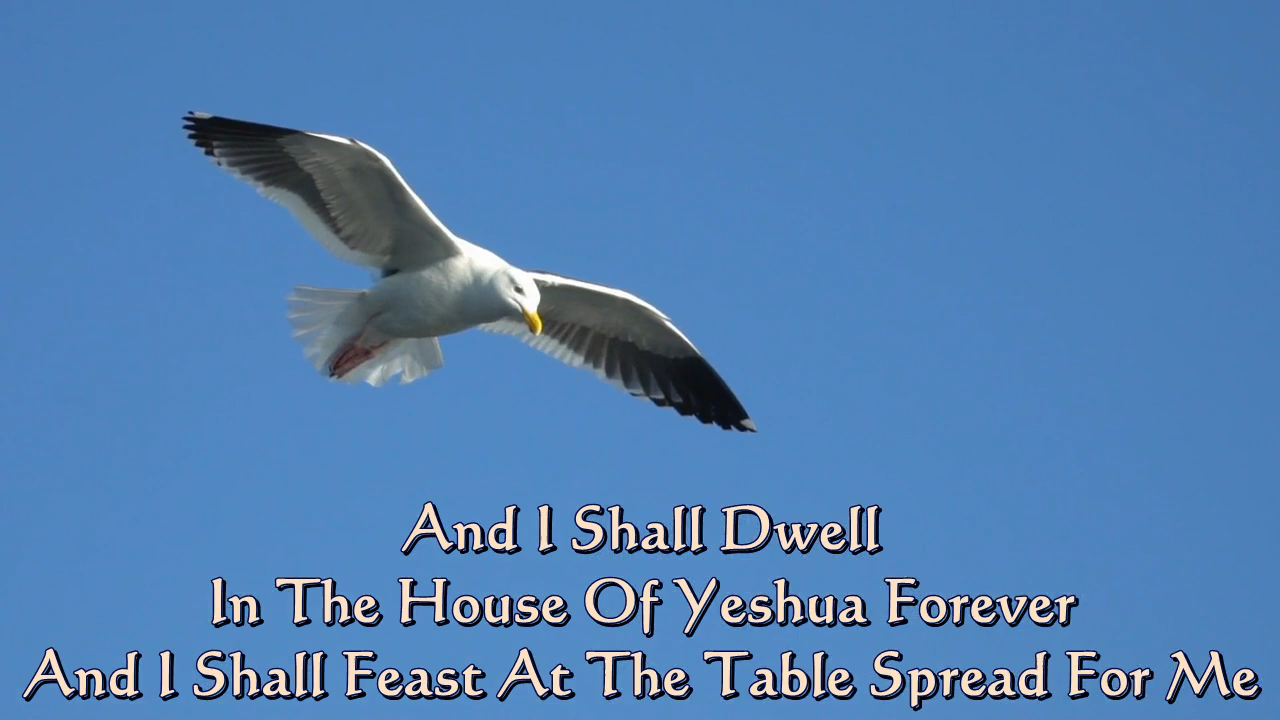 And I Shall Dwell
In The House Of Yeshua Forever
And I Shall Feast At The Table Spread For Me